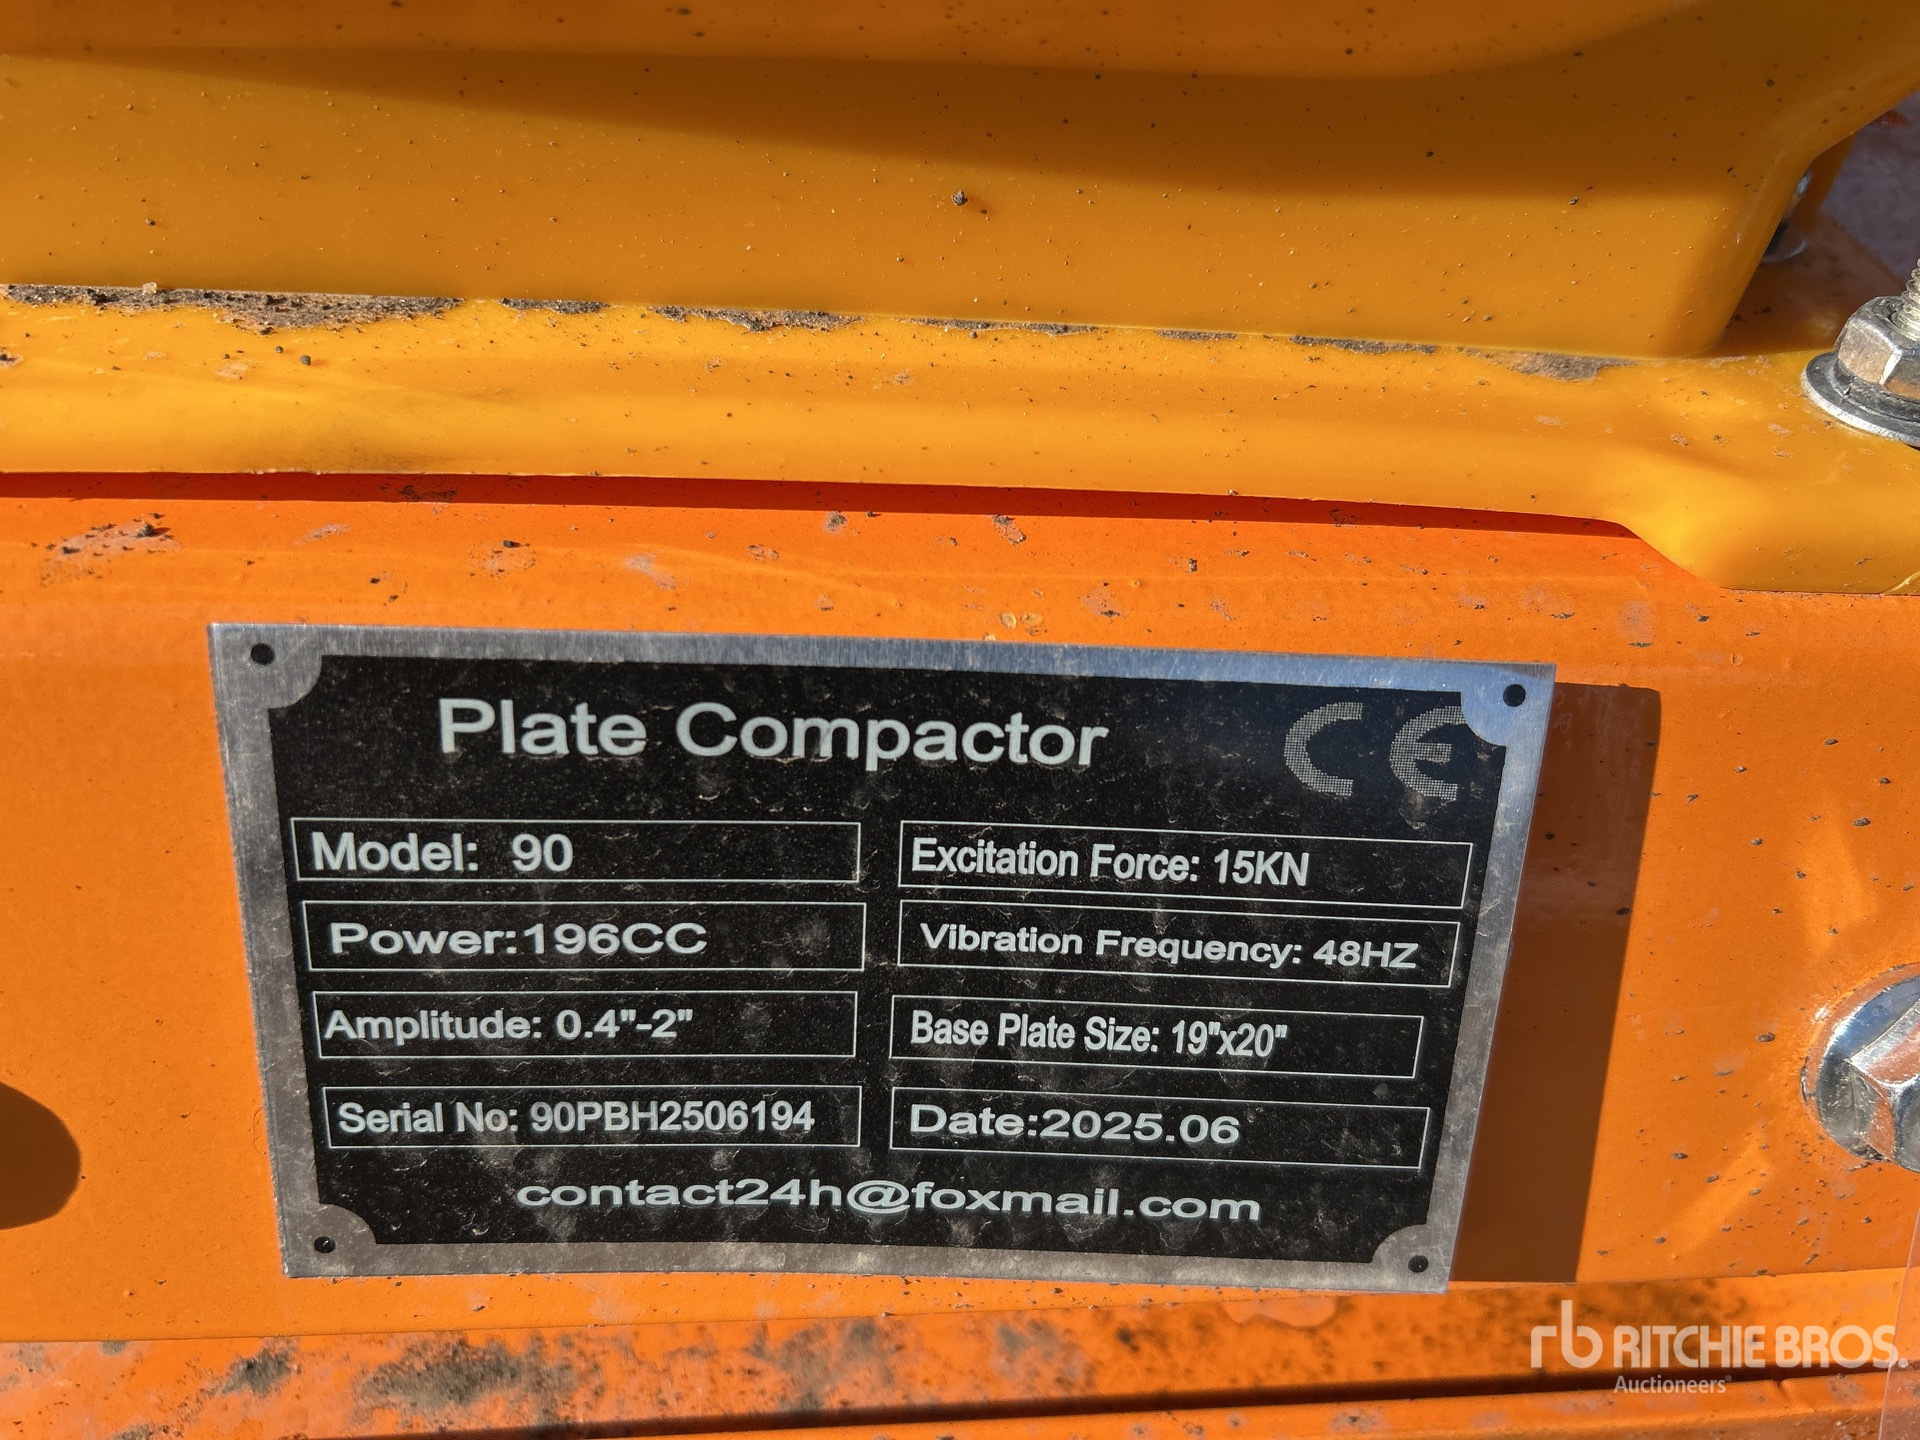 Plate Compactor CE
Model: 90
Excitation Force: 15KN
Power:196CC
Vibration Frequency: 48HZ
Amplitude: 0.4"-2"
Base Plate Size: 19"x20"
Serial No: 90PBH2506194
Date:2025.06
contact24h@foxmail.com
rb RITCHIE BROS.
Auctioneers